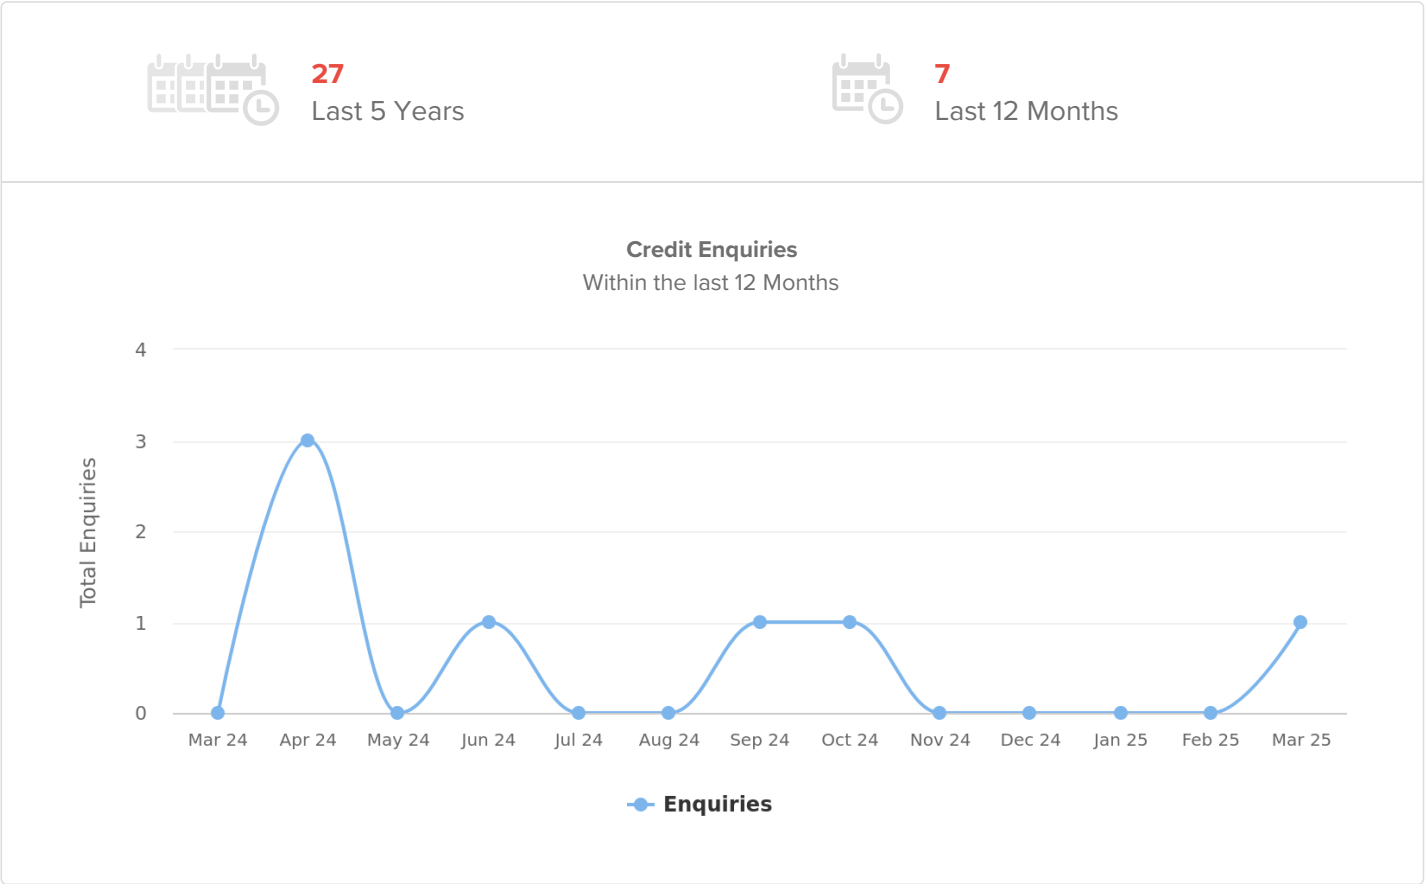 27
Last 5 Years
7
Last 12 Months
Credit Enquiries
Within the last 12 Months
Total Enquiries
4
3
2
1
0
Mar 24 Apr 24 May 24 Jun 24 Jul 24 Aug 24 Sep 24 Oct 24 Nov 24 Dec 24 Jan 25 Feb 25 Mar 25
Enquiries